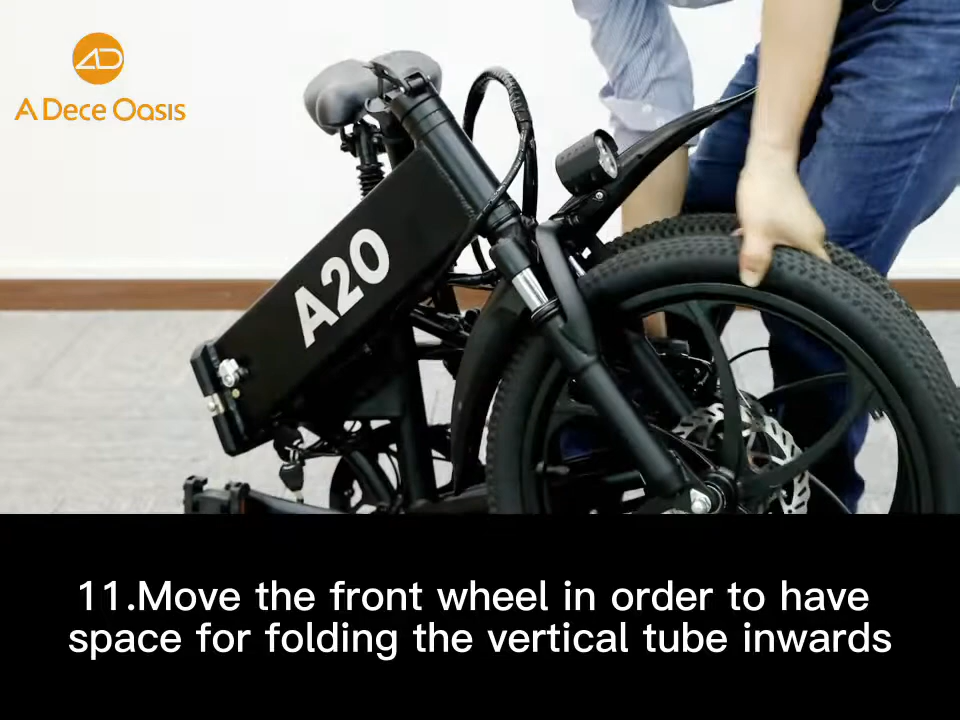 A Dece Oasis
A20
11.Move the front wheel in order to have
space for folding the vertical tube inwards